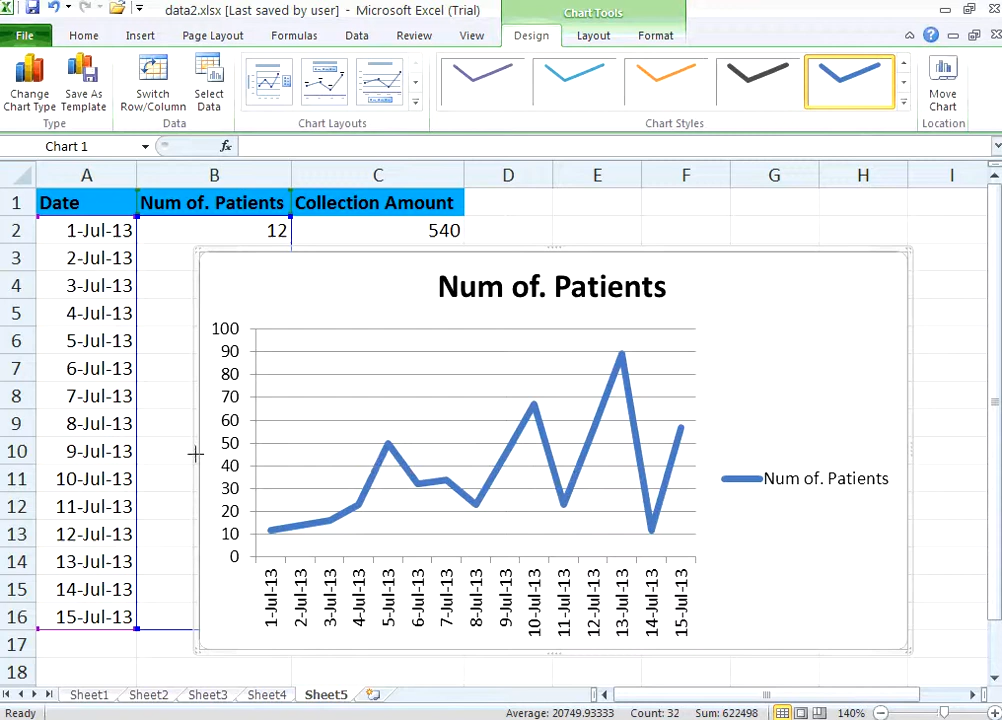 data2.xlsx [Last saved by user] - Microsoft Excel (Trial)
Chart Tools
File Home Insert Page Layout Formulas Data Review View Design Layout Format
Change Chart Type
Save As Template
Switch Row/Column
Select Data
Move Chart
Type Data Chart Layouts Chart Styles Location
Chart 1 fx
A B C D E F G H I
1 Date Num of. Patients Collection Amount
2 1-Jul-13 12 540
3 2-Jul-13
4 3-Jul-13
5 4-Jul-13
6 5-Jul-13
7 6-Jul-13
8 7-Jul-13
9 8-Jul-13
10 9-Jul-13
11 10-Jul-13
12 11-Jul-13
13 12-Jul-13
14 13-Jul-13
15 14-Jul-13
16 15-Jul-13
17
18
Num of. Patients
100
90
80
70
60
50
40
30
20
10
0
1-Jul-13 2-Jul-13 3-Jul-13 4-Jul-13 5-Jul-13 6-Jul-13 7-Jul-13 8-Jul-13 9-Jul-13 10-Jul-13 11-Jul-13 12-Jul-13 13-Jul-13 14-Jul-13 15-Jul-13
Num of. Patients
Sheet1 Sheet2 Sheet3 Sheet4 Sheet5
Ready Average: 20749.93333 Count: 32 Sum: 622498 140%